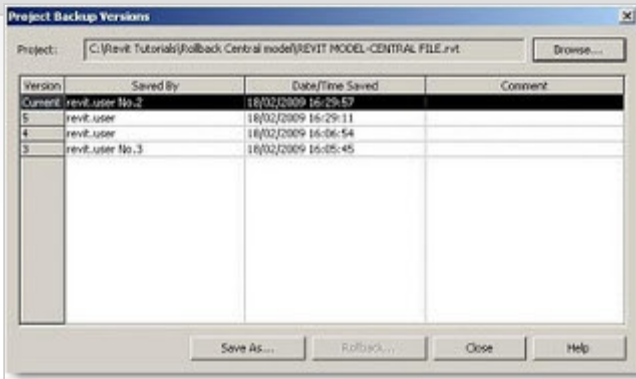 Project Backup Versions
Project: C:\Revit Tutorials\Rollback Central model\REVIT MODEL-CENTRAL FILE.rvt Browse...
Version Saved By Date/Time Saved Comment
Current revit.user No.2 18/02/2009 16:29:57
5 revit.user 18/02/2009 16:29:11
4 revit.user 18/02/2009 16:06:54
3 revit.user No.3 18/02/2009 16:05:45
Save As... Rollback... Close Help